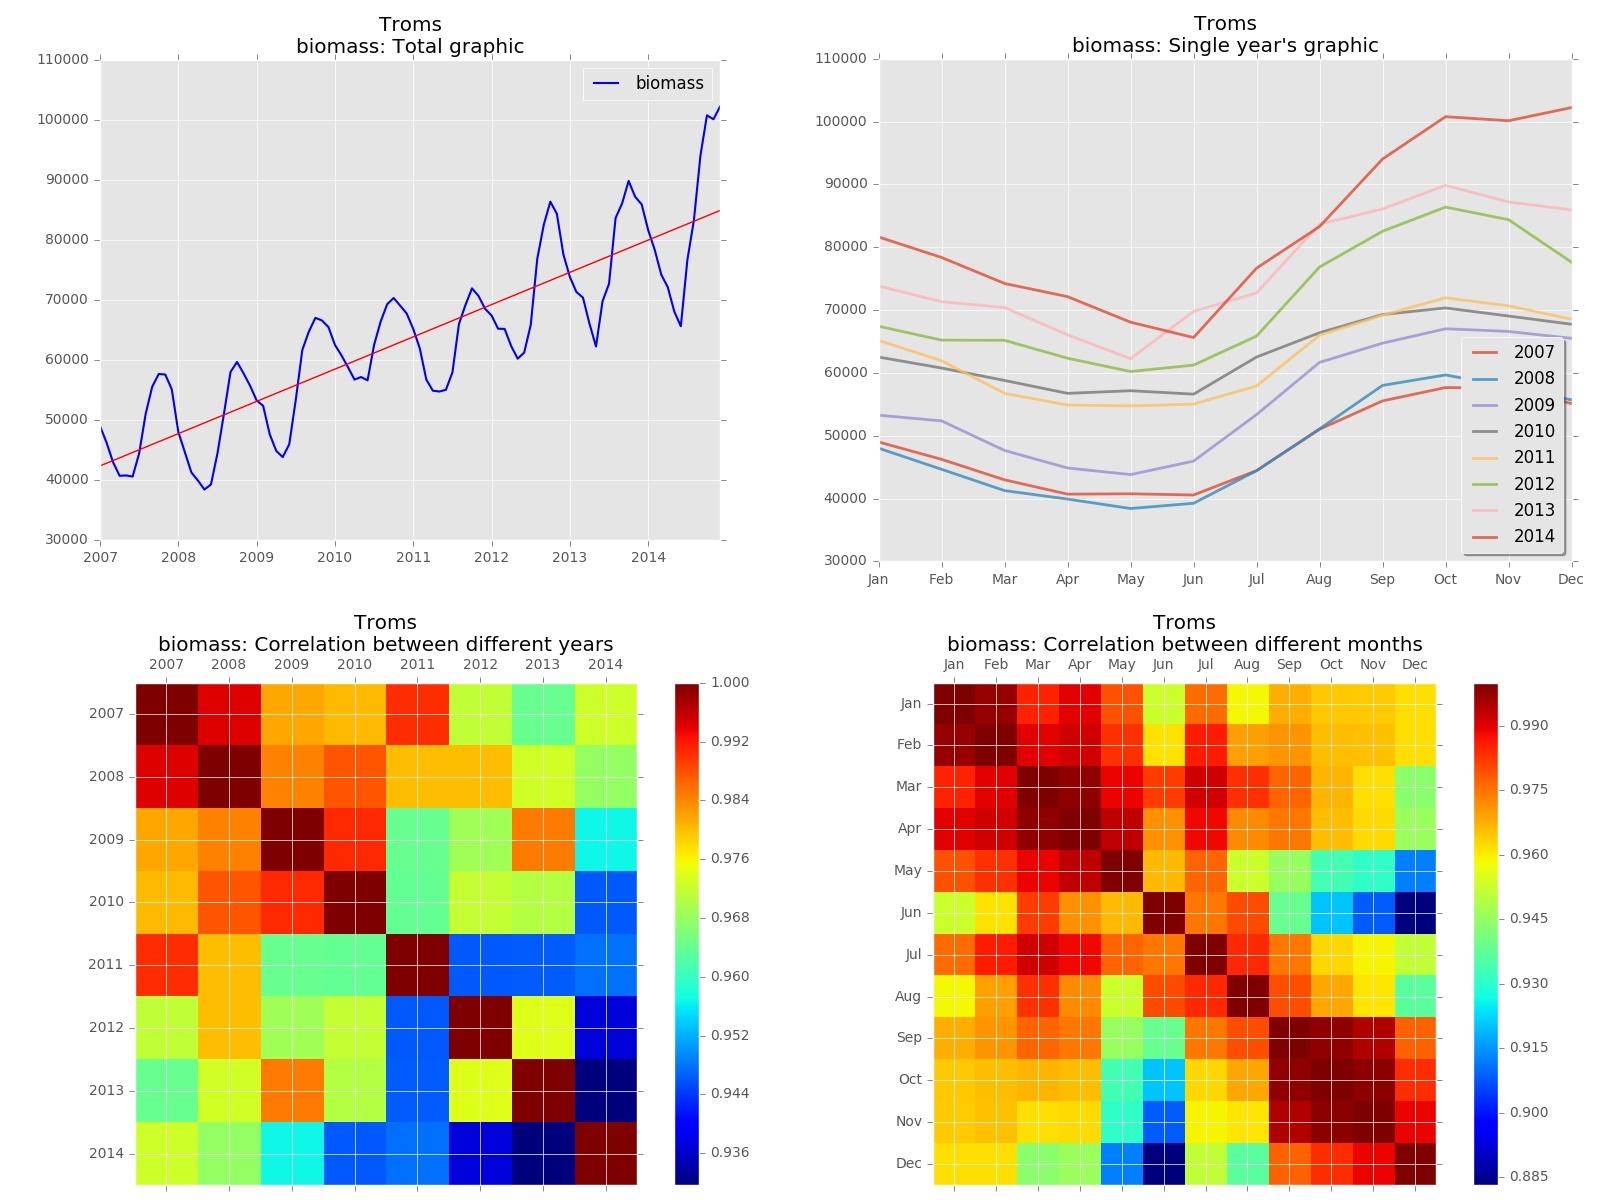 Troms
biomass: Total graphic
110000
100000
90000
80000
70000
60000
50000
40000
30000
2007 2008 2009 2010 2011 2012 2013 2014
biomass
Troms
biomass: Single year's graphic
110000
100000
90000
80000
70000
60000
50000
40000
30000
Jan Feb Mar Apr May Jun Jul Aug Sep Oct Nov Dec
2007
2008
2009
2010
2011
2012
2013
2014
Troms
biomass: Correlation between different years
2007 2008 2009 2010 2011 2012 2013 2014
2007
2008
2009
2010
2011
2012
2013
2014
1.000
0.992
0.984
0.976
0.968
0.960
0.952
0.944
0.936
Troms
biomass: Correlation between different months
Jan Feb Mar Apr May Jun Jul Aug Sep Oct Nov Dec
Jan
Feb
Mar
Apr
May
Jun
Jul
Aug
Sep
Oct
Nov
Dec
0.990
0.975
0.960
0.945
0.930
0.915
0.900
0.885